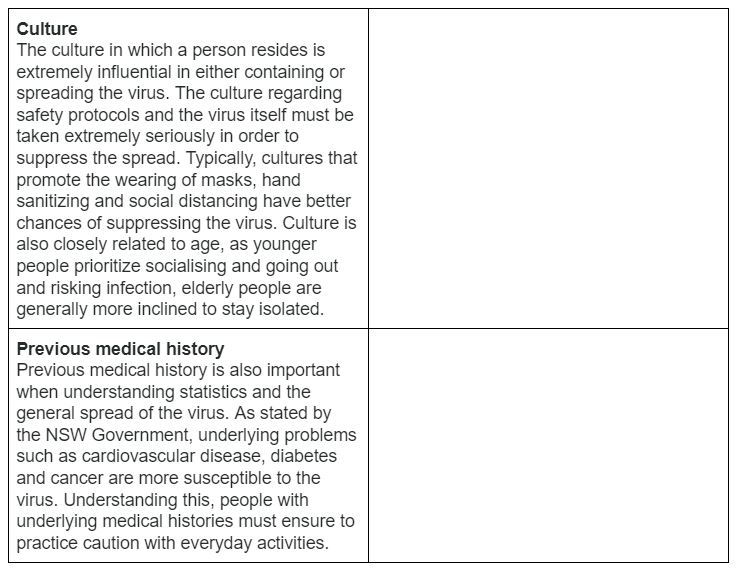 Culture
The culture in which a person resides is
extremely influential in either containing or
spreading the virus. The culture regarding
safety protocols and the virus itself must be
taken extremely seriously in order to
suppress the spread. Typically, cultures that
promote the wearing of masks, hand
sanitizing and social distancing have better
chances of suppressing the virus. Culture is
also closely related to age, as younger
people prioritize socialising and going out
and risking infection, elderly people are
generally more inclined to stay isolated.
Previous medical history
Previous medical history is also important
when understanding statistics and the
general spread of the virus. As stated by
the NSW Government, underlying problems
such as cardiovascular disease, diabetes
and cancer are more susceptible to the
virus. Understanding this, people with
underlying medical histories must ensure to
practice caution with everyday activities.